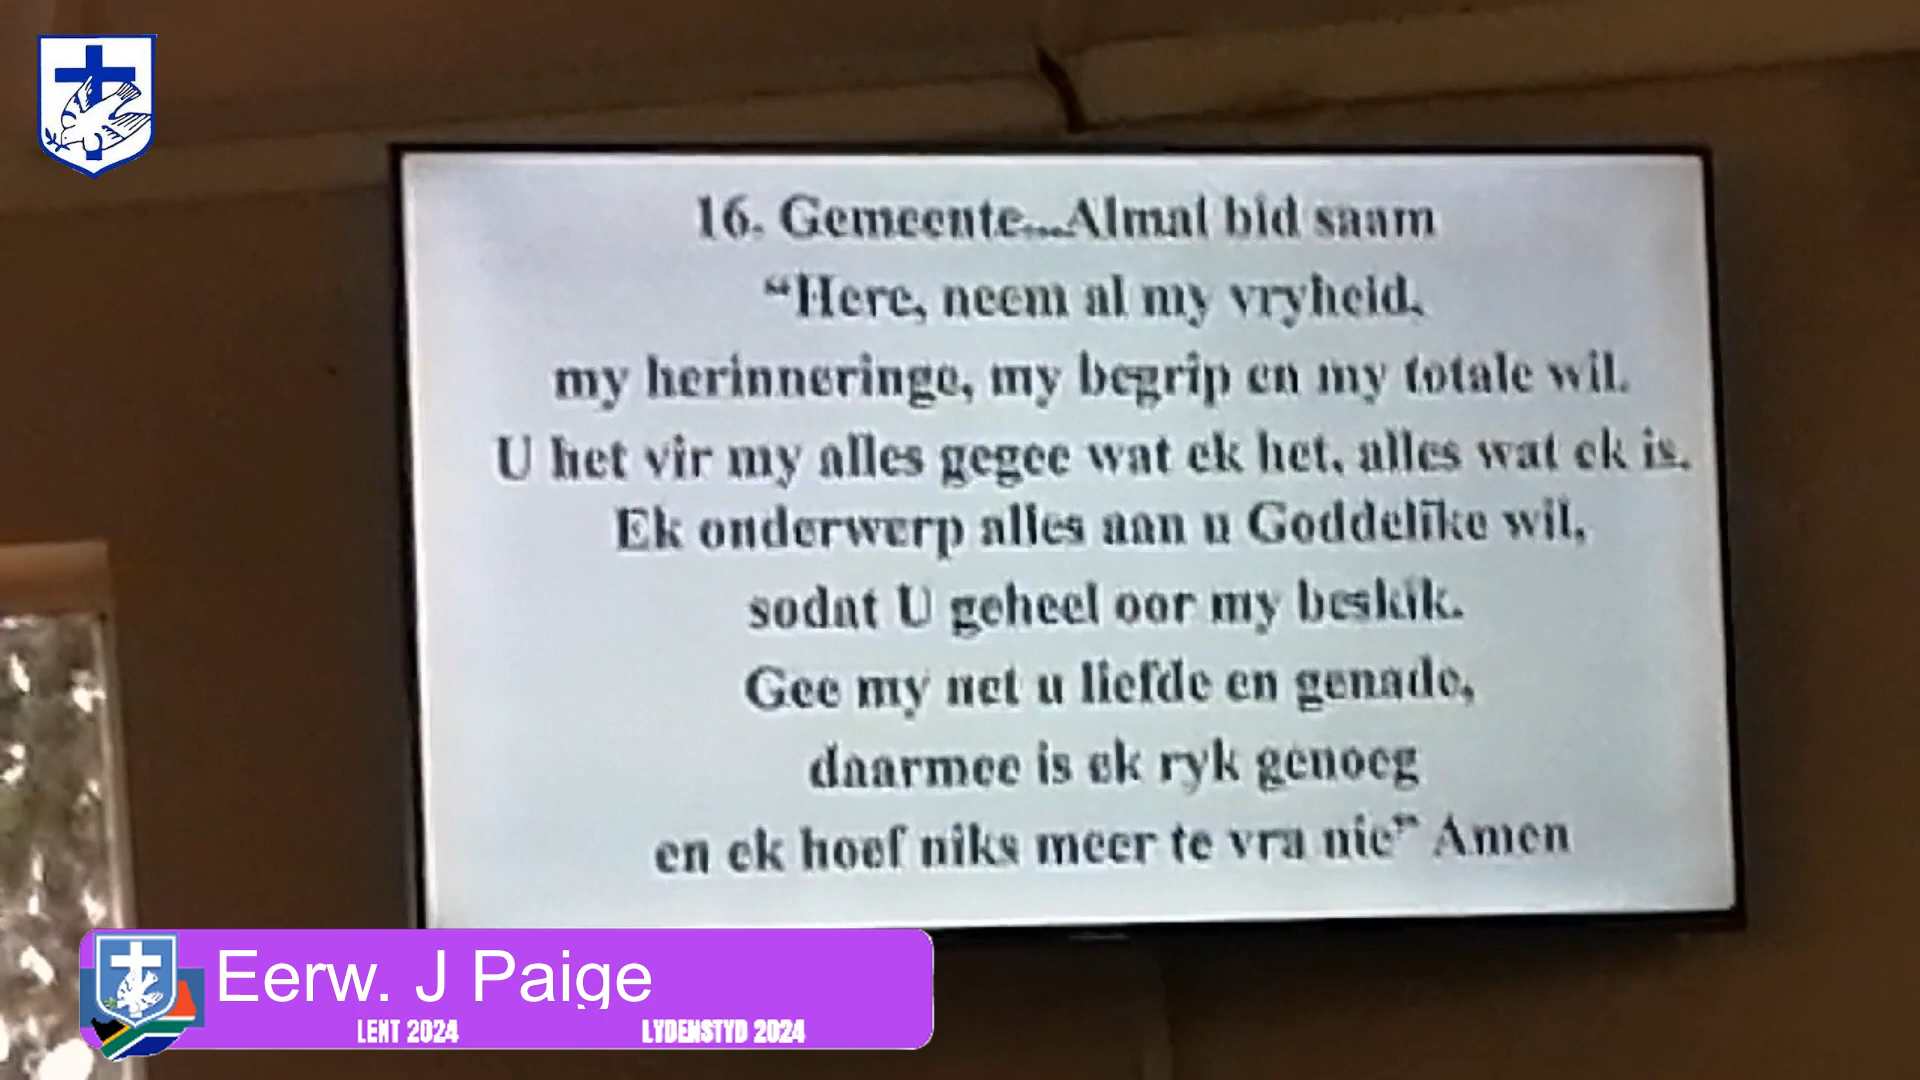 16. Gemeente...Almal bid saam
“Here, neem al my vryheid,
my herinneringe, my begrip en my totale wil.
U het vir my alles gegee wat ek het, alles wat ek is.
Ek onderwerp alles aan u Goddelike wil,
sodat U geheel oor my beskik.
Gee my net u liefde en genade,
daarmee is ek ryk genoeg
en ek hoef niks meer te vra nie” Amen
Eerw. J Paige
LENT 2024 LYDENSTYD 2024